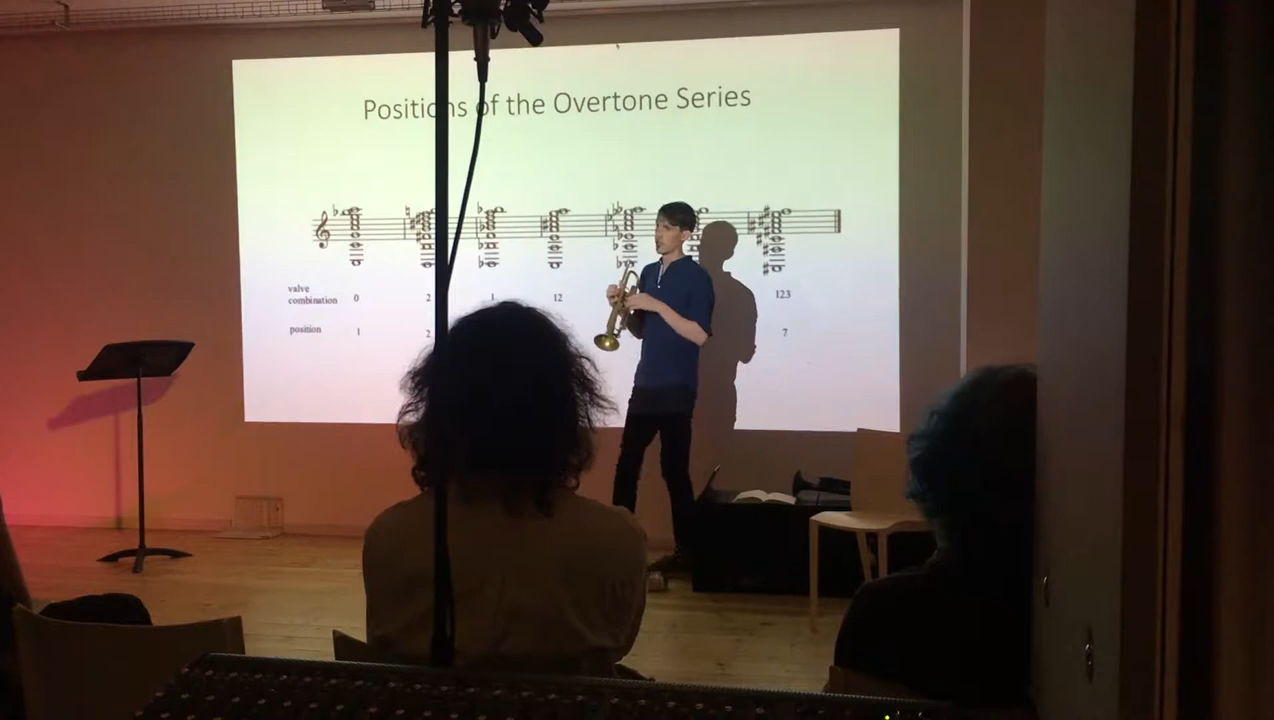 Positions of the Overtone Series
valve
combination 0 2 1 12 123
position 1 2 7